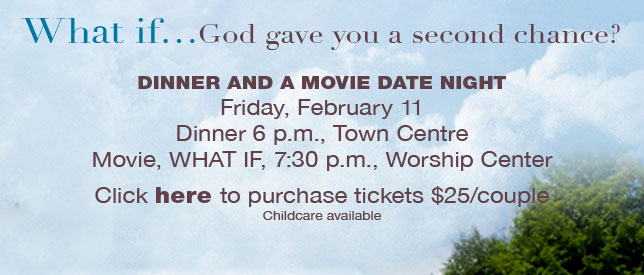 What if...God gave you a second chance?
DINNER AND A MOVIE DATE NIGHT
Friday, February 11
Dinner 6 p.m., Town Centre
Movie, WHAT IF, 7:30 p.m., Worship Center
Click here to purchase tickets $25/couple
Childcare available